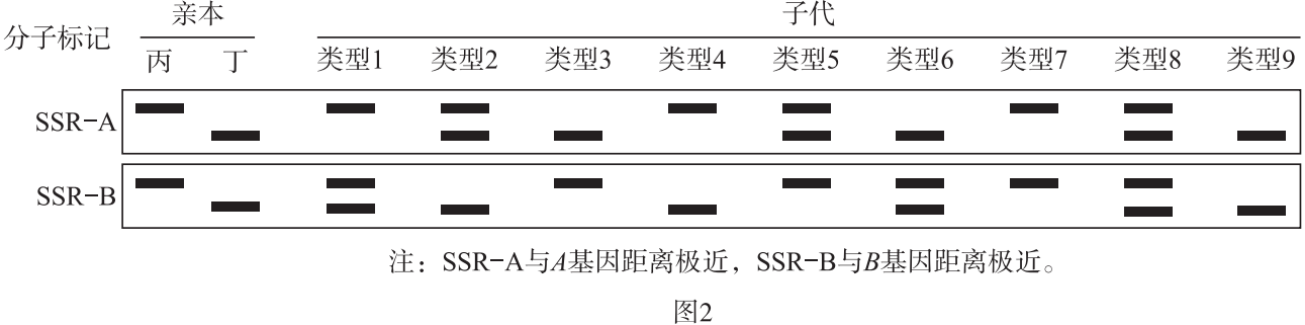 分子标记 亲本 子代
丙 丁 类型1 类型2 类型3 类型4 类型5 类型6 类型7 类型8 类型9
SSR-A
SSR-B
注：SSR-A与A基因距离极近，SSR-B与B基因距离极近。
图2